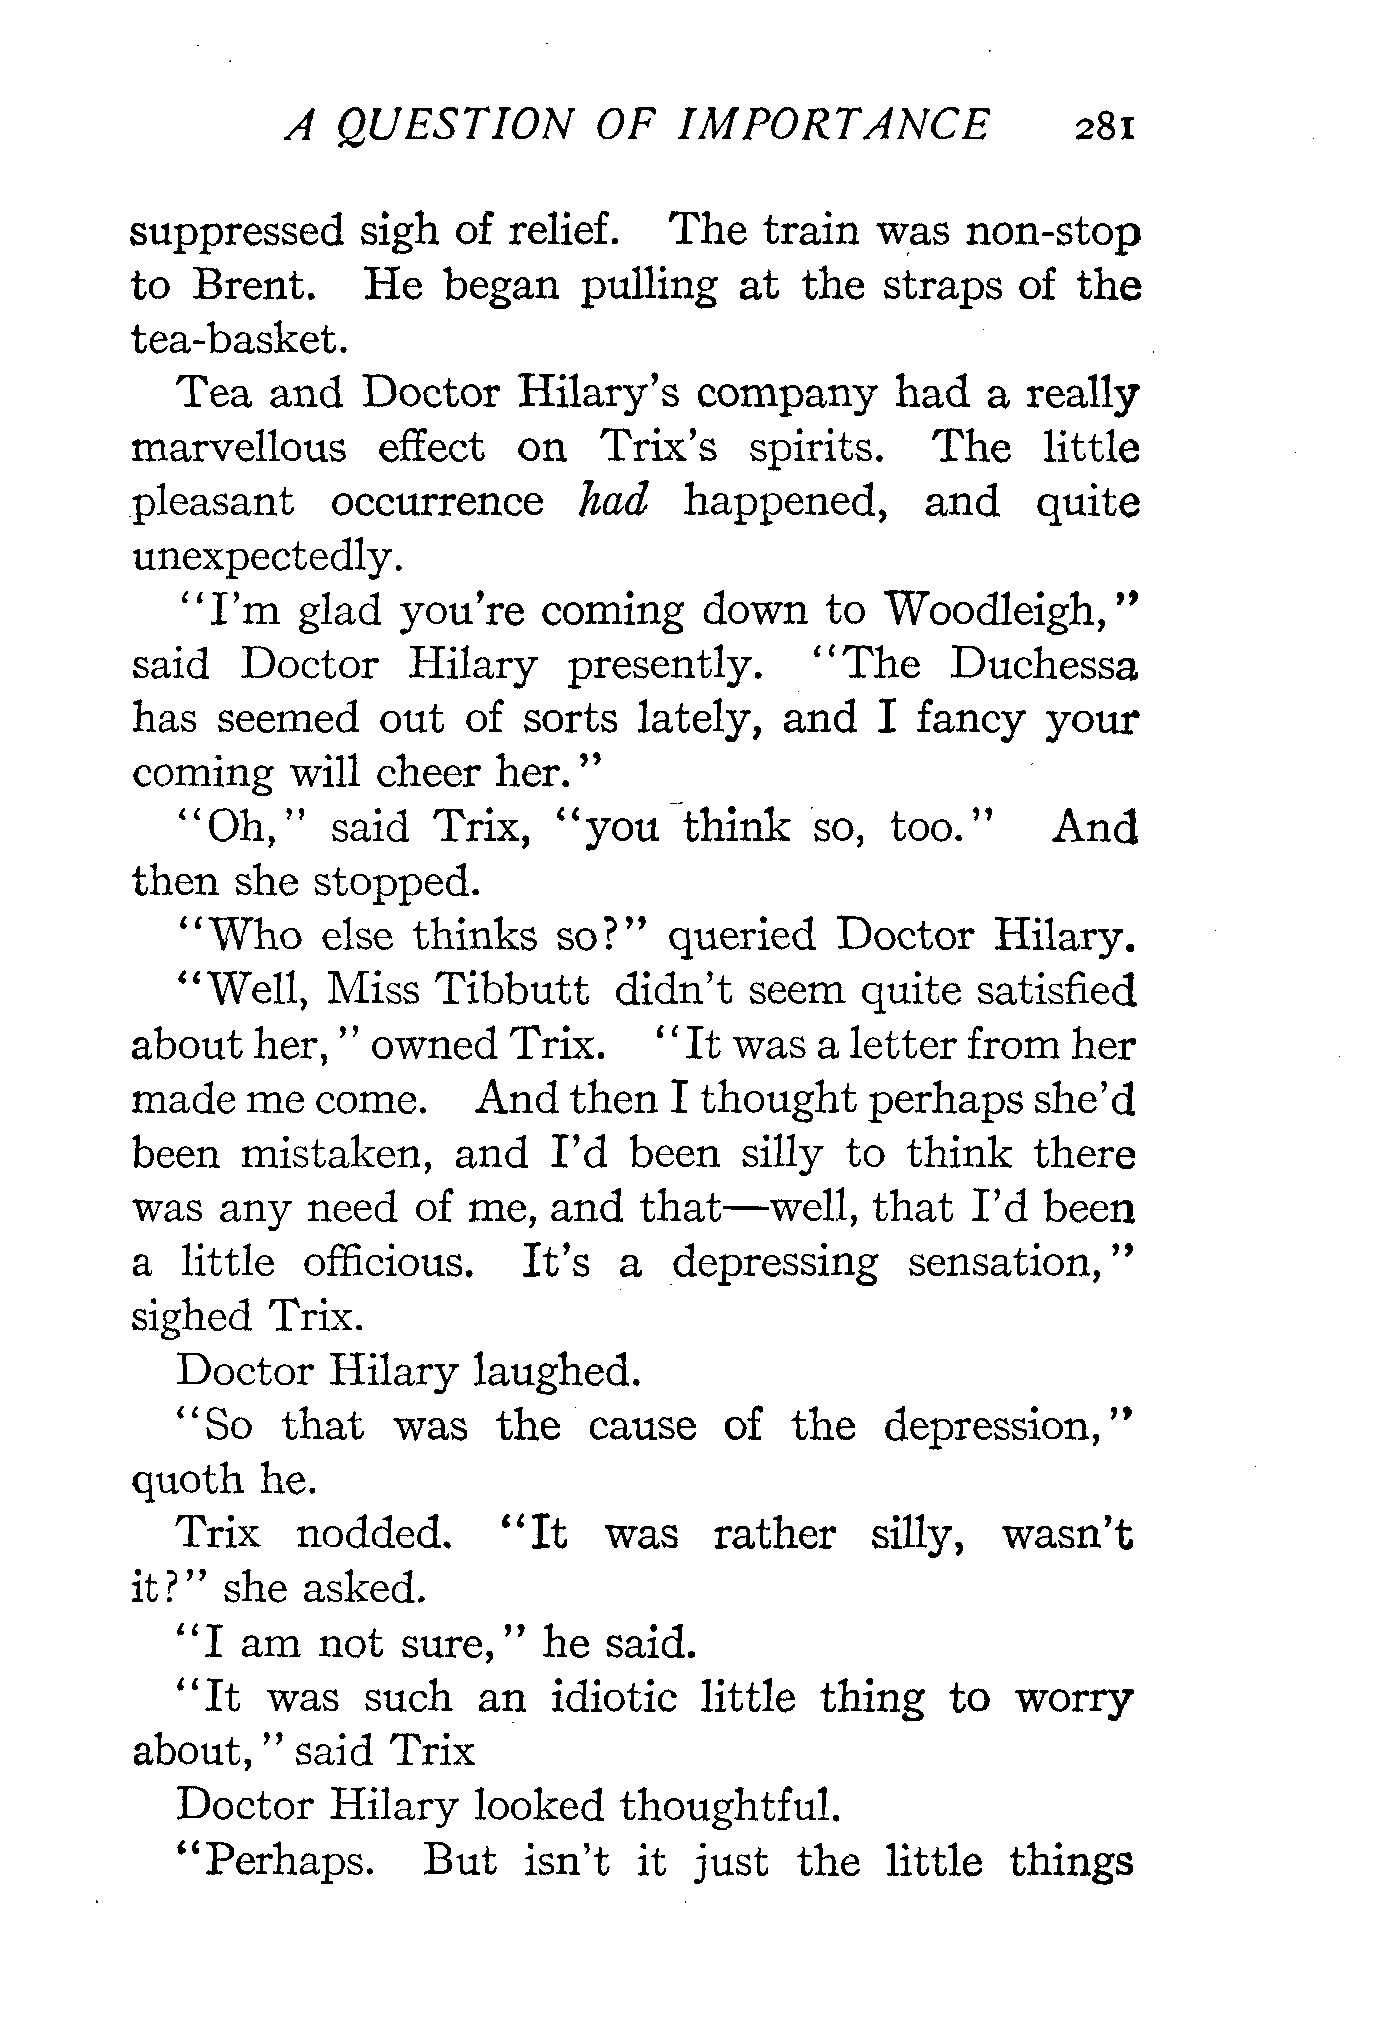 A QUESTION OF IMPORTANCE 281
suppressed sigh of relief. The train was non-stop
to Brent. He began pulling at the straps of the
tea-basket.
Tea and Doctor Hilary's company had a really
marvellous effect on Trix's spirits. The little
pleasant occurrence had happened, and quite
unexpectedly.
"I'm glad you're coming down to Woodleigh,"
said Doctor Hilary presently. "The Duchessa
has seemed out of sorts lately, and I fancy your
coming will cheer her."
"Oh," said Trix, "you think so, too." And
then she stopped.
"Who else thinks so?" queried Doctor Hilary.
"Well, Miss Tibbutt didn't seem quite satisfied
about her," owned Trix. "It was a letter from her
made me come. And then I thought perhaps she'd
been mistaken, and I'd been silly to think there
was any need of me, and that—well, that I'd been
a little officious. It's a depressing sensation,"
sighed Trix.
Doctor Hilary laughed.
"So that was the cause of the depression,"
quoth he.
Trix nodded. "It was rather silly, wasn't
it?" she asked.
"I am not sure," he said.
"It was such an idiotic little thing to worry
about," said Trix
Doctor Hilary looked thoughtful.
"Perhaps. But isn't it just the little things